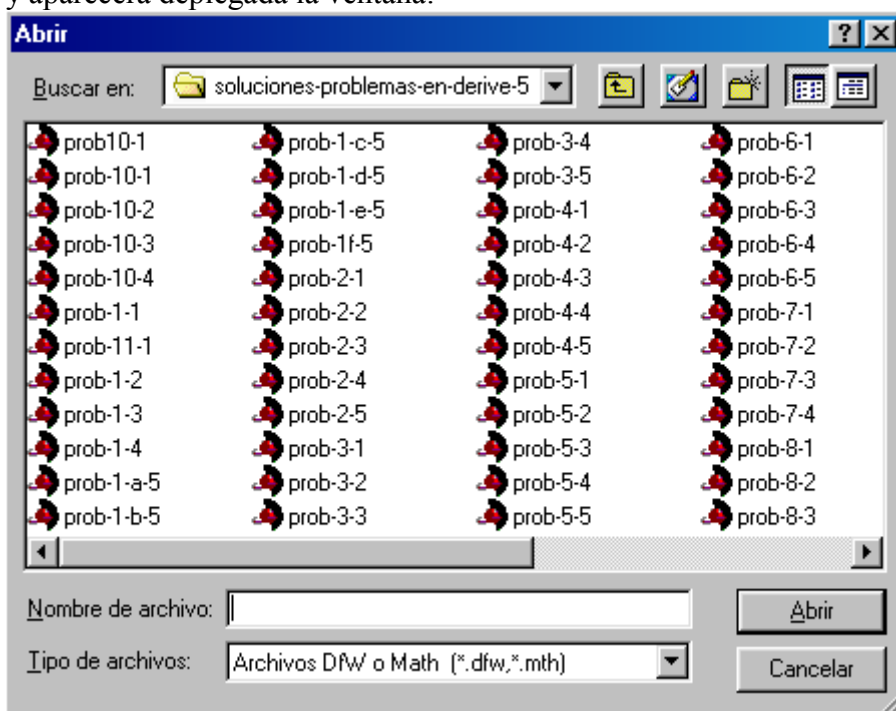 y aparecerá deplegada la ventana:
Abrir
Buscar en: soluciones-problemas-en-derive-5
prob10-1 prob-1-c-5 prob-3-4 prob-6-1
prob-10-1 prob-1-d-5 prob-3-5 prob-6-2
prob-10-2 prob-1-e-5 prob-4-1 prob-6-3
prob-10-3 prob-1f-5 prob-4-2 prob-6-4
prob-10-4 prob-2-1 prob-4-3 prob-6-5
prob-1-1 prob-2-2 prob-4-4 prob-7-1
prob-11-1 prob-2-3 prob-4-5 prob-7-2
prob-1-2 prob-2-4 prob-5-1 prob-7-3
prob-1-3 prob-2-5 prob-5-2 prob-7-4
prob-1-4 prob-3-1 prob-5-3 prob-8-1
prob-1-a-5 prob-3-2 prob-5-4 prob-8-2
prob-1-b-5 prob-3-3 prob-5-5 prob-8-3
Nombre de archivo: Abrir
Tipo de archivos: Archivos DfW o Math (*.dfw,*.mth) Cancelar